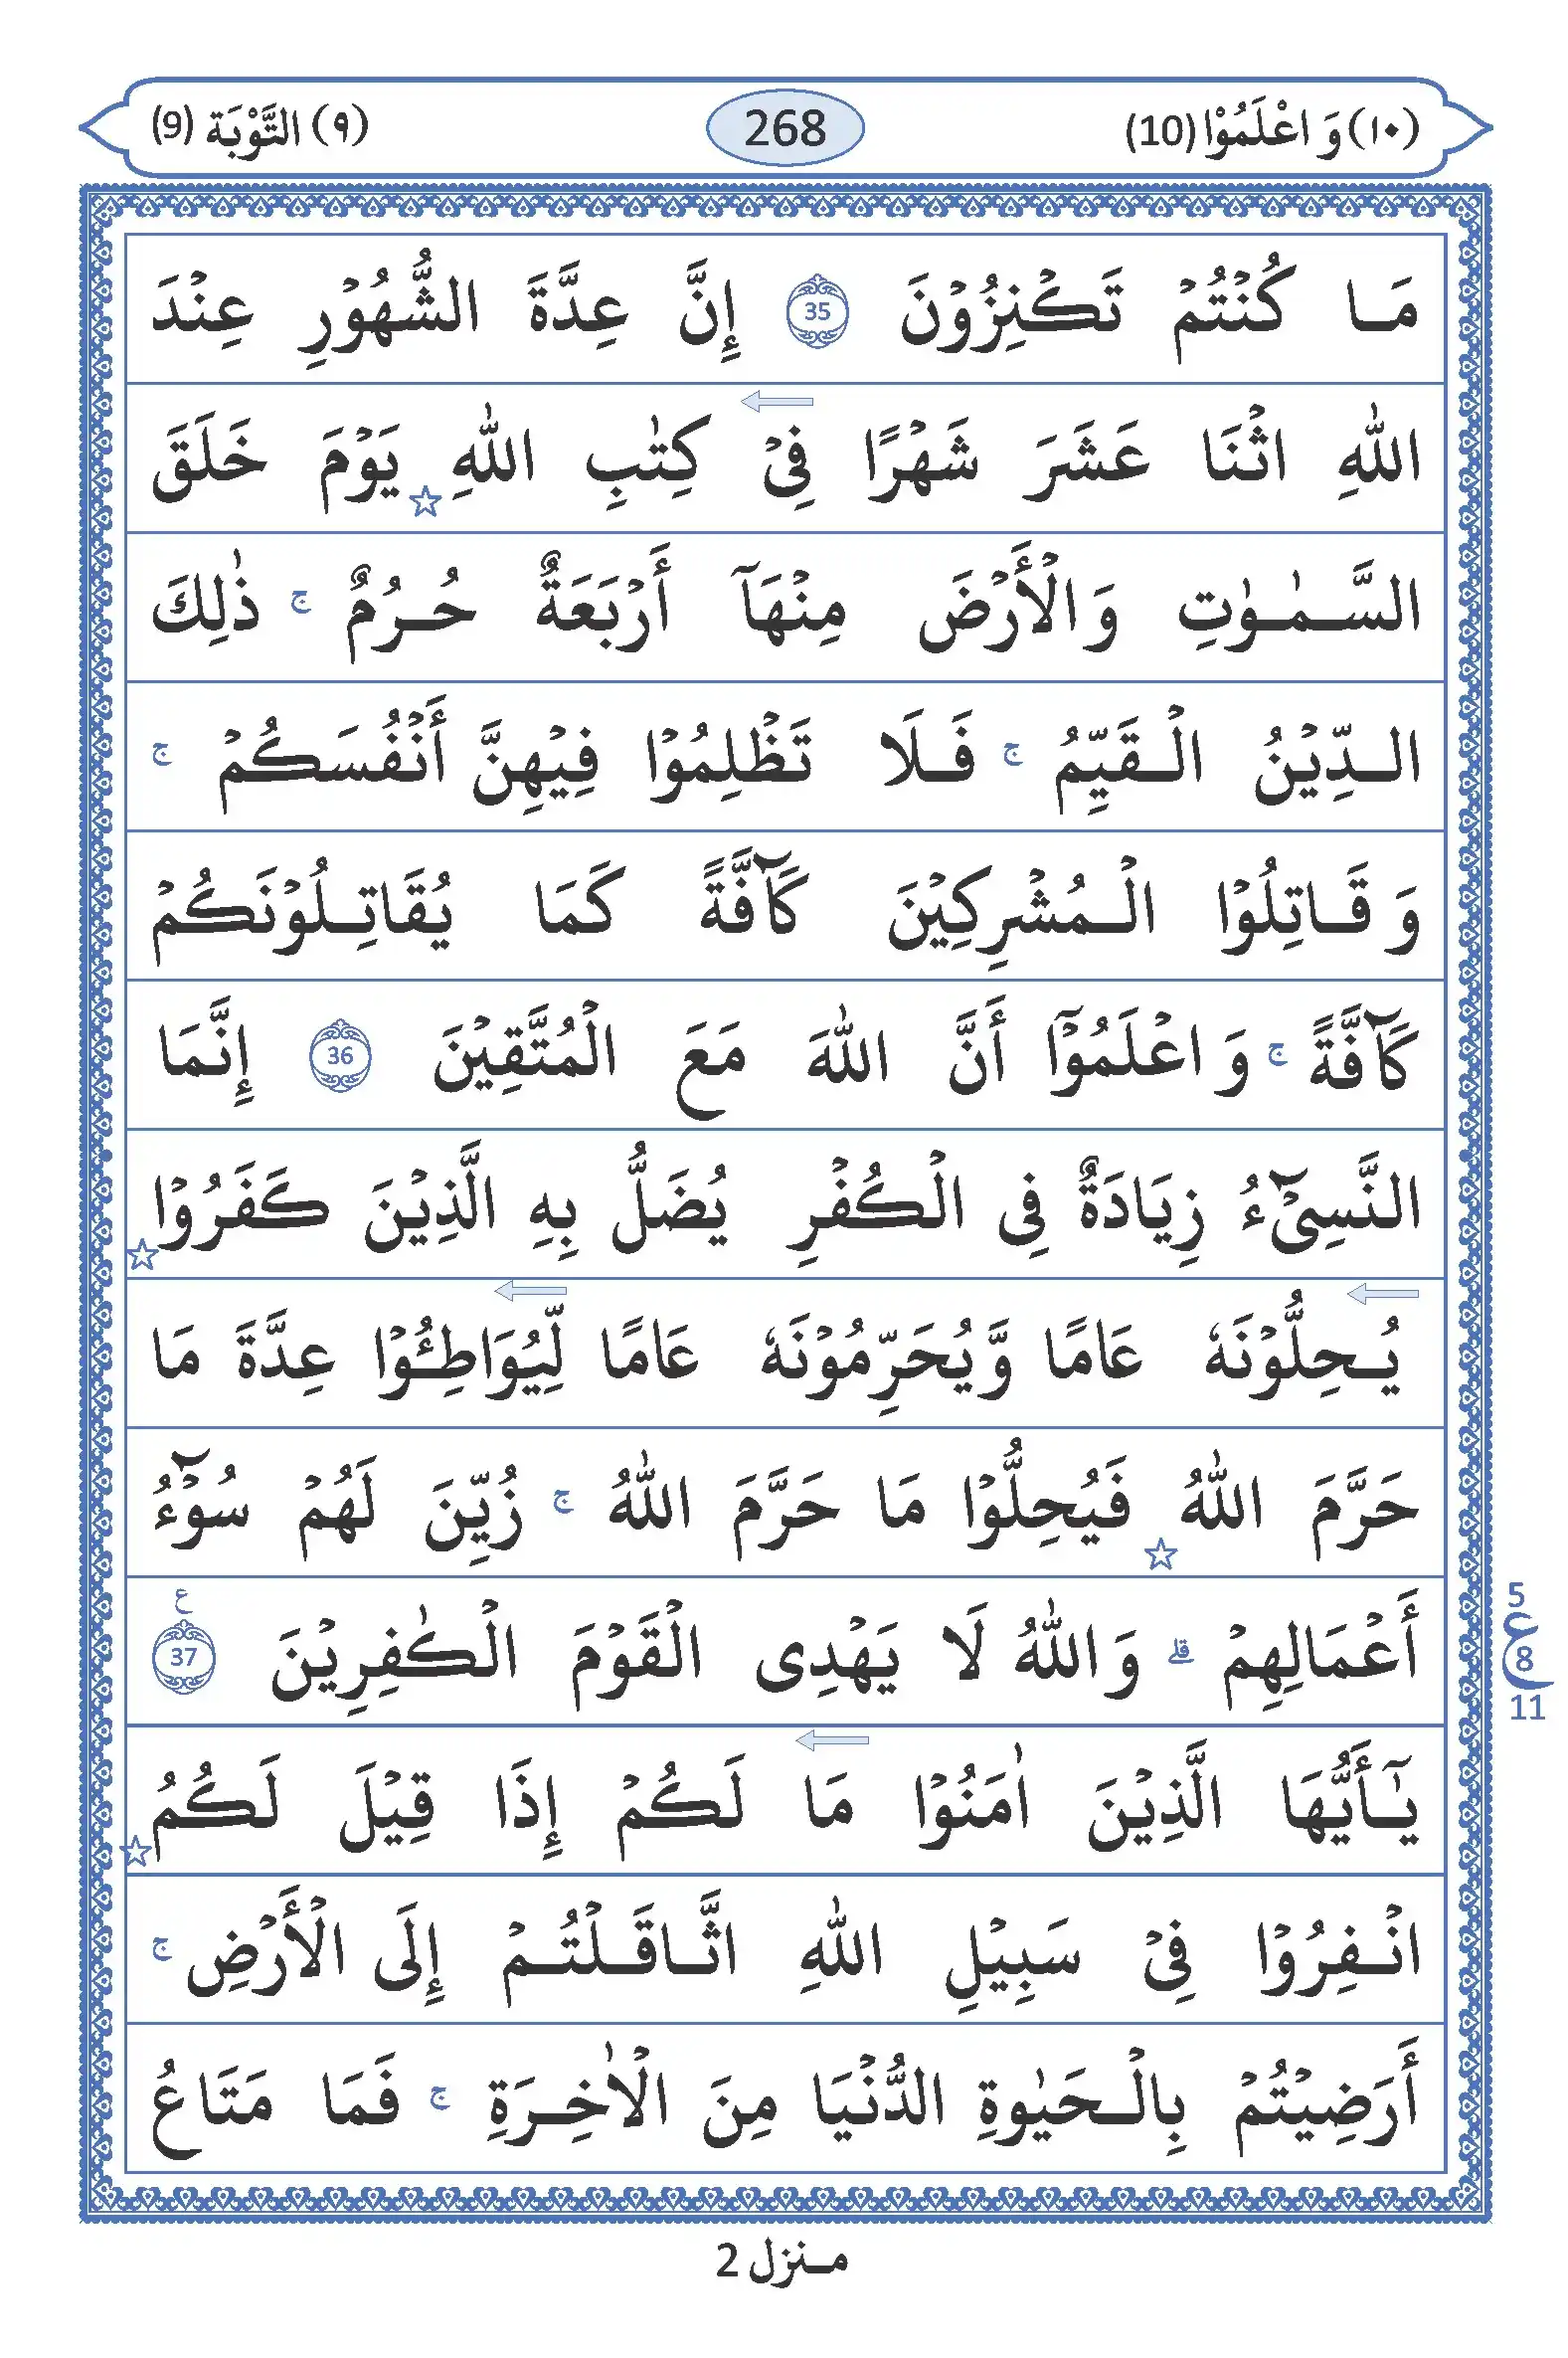 (١٠) وَ اعْلَمُوْا (10) 268 (٩) التَّوْبَة (9)
مَا كُنْتُمْ تَكْنِزُوْنَ 35 إِنَّ عِدَّةَ الشُّهُوْرِ عِنْدَ
اللّٰهِ اثْنَا عَشَرَ شَهْرًا فِيْ كِتٰبِ اللّٰهِ ☆ يَوْمَ خَلَقَ
السَّمٰوٰتِ وَالْأَرْضَ مِنْهَآ أَرْبَعَةٌ حُرُمٌ ج ذٰلِكَ
الدِّيْنُ الْقَيِّمُ ج فَلَا تَظْلِمُوْا فِيْهِنَّ أَنْفُسَكُمْ ج
وَ قَاتِلُوْا الْمُشْرِكِيْنَ كَآفَّةً كَمَا يُقَاتِلُوْنَكُمْ
كَآفَّةً ج وَ اعْلَمُوْٓا أَنَّ اللّٰهَ مَعَ الْمُتَّقِيْنَ 36 إِنَّمَا
النَّسِيْٓءُ زِيَادَةٌ فِى الْكُفْرِ يُضَلُّ بِهِ الَّذِيْنَ كَفَرُوْا ☆
يُحِلُّوْنَهٗ عَامًا وَّيُحَرِّمُوْنَهٗ عَامًا لِّيُوَاطِـُٔوْا عِدَّةَ مَا
حَرَّمَ اللّٰهُ ☆ فَيُحِلُّوْا مَا حَرَّمَ اللّٰهُ ج زُيِّنَ لَهُمْ سُوْٓءُ
أَعْمَالِهِمْ قلے وَاللّٰهُ لَا يَهْدِى الْقَوْمَ الْكٰفِرِيْنَ 37 ع
5 ع 8 11
يٰٓأَيُّهَا الَّذِيْنَ اٰمَنُوْا مَا لَكُمْ إِذَا قِيْلَ لَكُمُ ☆
انْفِرُوْا فِيْ سَبِيْلِ اللّٰهِ اثَّاقَلْتُمْ إِلَى الْأَرْضِ ج
أَرَضِيْتُمْ بِالْحَيٰوةِ الدُّنْيَا مِنَ الْاٰخِرَةِ ج فَمَا مَتَاعُ
منزل 2